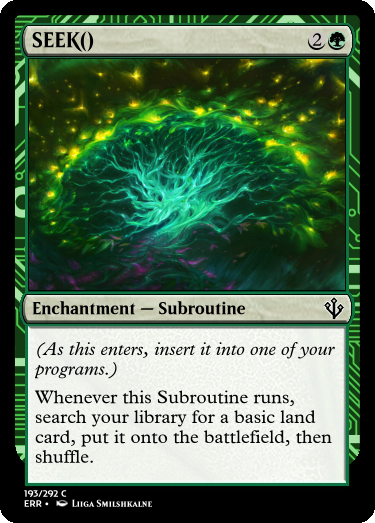 SEEK()
2
Enchantment — Subroutine
(As this enters, insert it into one of your
programs.)
Whenever this Subroutine runs,
search your library for a basic land
card, put it onto the battlefield, then
shuffle.
193/292 C
ERR • Liiga Smilshkalne